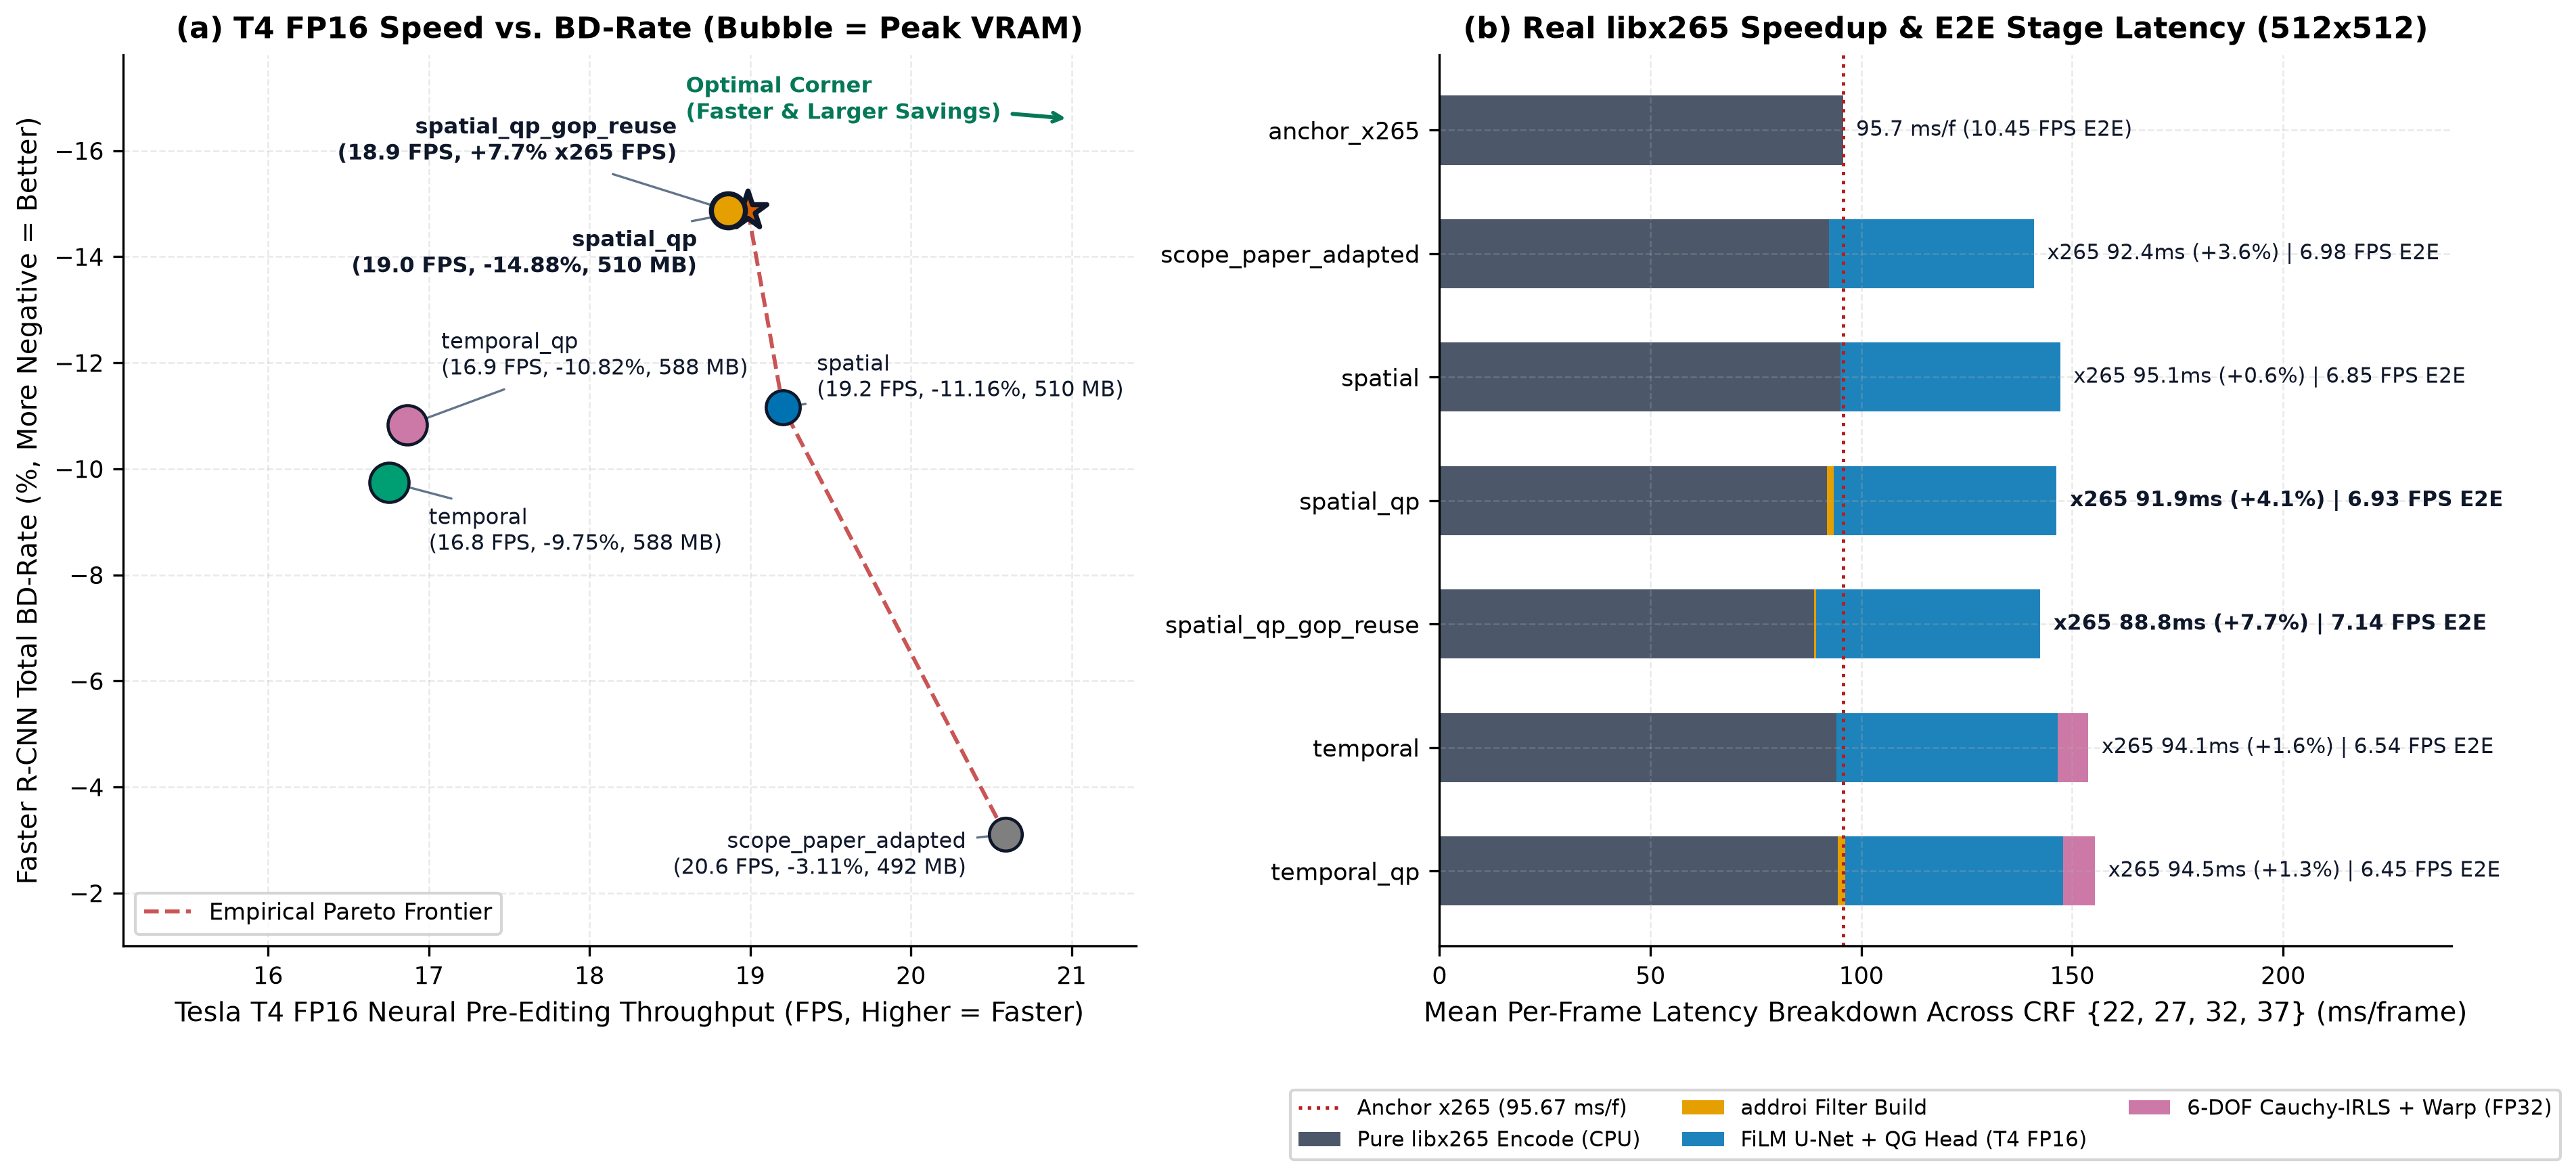 (a) T4 FP16 Speed vs. BD-Rate (Bubble = Peak VRAM)
Faster R-CNN Total BD-Rate (%, More Negative = Better)
−16
−14
−12
−10
−8
−6
−4
−2
Optimal Corner
(Faster & Larger Savings)
spatial_qp_gop_reuse
(18.9 FPS, +7.7% x265 FPS)
spatial_qp
(19.0 FPS, -14.88%, 510 MB)
temporal_qp
(16.9 FPS, -10.82%, 588 MB)
spatial
(19.2 FPS, -11.16%, 510 MB)
temporal
(16.8 FPS, -9.75%, 588 MB)
scope_paper_adapted
(20.6 FPS, -3.11%, 492 MB)
Empirical Pareto Frontier
16 17 18 19 20 21
Tesla T4 FP16 Neural Pre-Editing Throughput (FPS, Higher = Faster)
(b) Real libx265 Speedup & E2E Stage Latency (512x512)
anchor_x265
95.7 ms/f (10.45 FPS E2E)
scope_paper_adapted
x265 92.4ms (+3.6%) | 6.98 FPS E2E
spatial
x265 95.1ms (+0.6%) | 6.85 FPS E2E
spatial_qp
x265 91.9ms (+4.1%) | 6.93 FPS E2E
spatial_qp_gop_reuse
x265 88.8ms (+7.7%) | 7.14 FPS E2E
temporal
x265 94.1ms (+1.6%) | 6.54 FPS E2E
temporal_qp
x265 94.5ms (+1.3%) | 6.45 FPS E2E
0 50 100 150 200
Mean Per-Frame Latency Breakdown Across CRF {22, 27, 32, 37} (ms/frame)
Anchor x265 (95.67 ms/f)
Pure libx265 Encode (CPU)
addroi Filter Build
FiLM U-Net + QG Head (T4 FP16)
6-DOF Cauchy-IRLS + Warp (FP32)